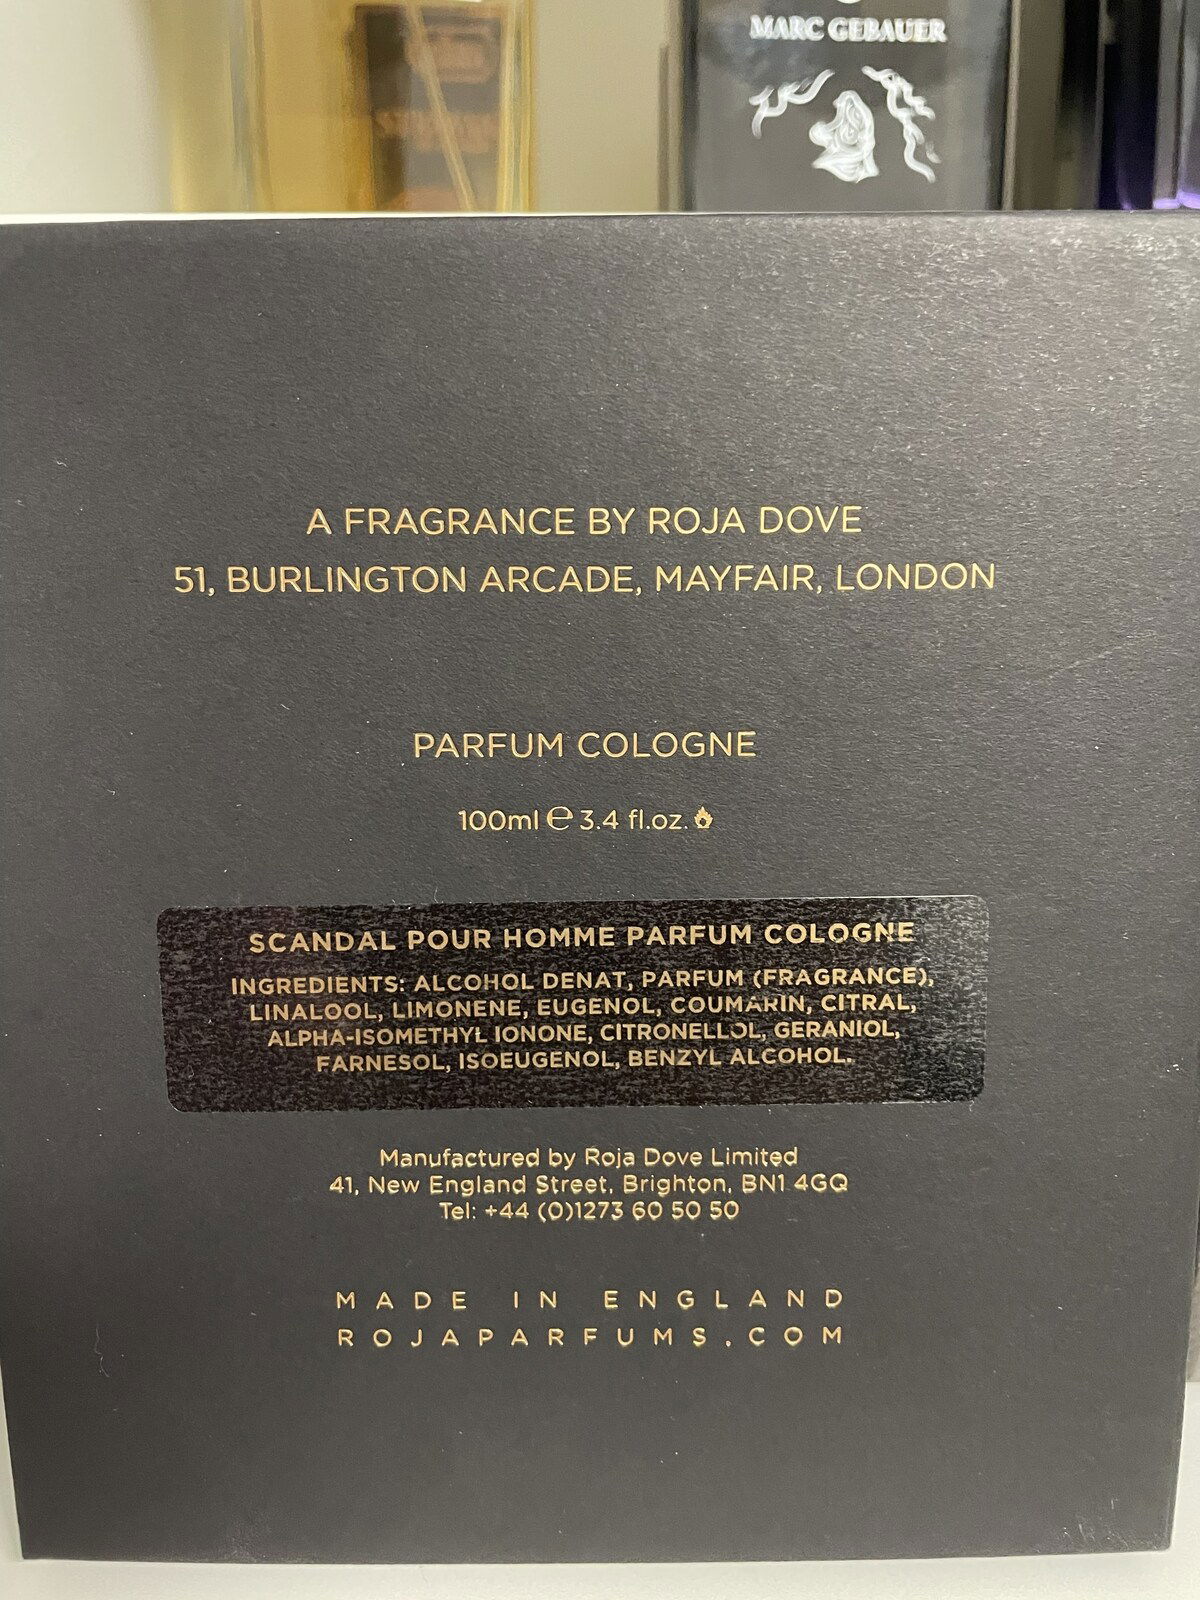 MARC GEBAUER
A FRAGRANCE BY ROJA DOVE
51, BURLINGTON ARCADE, MAYFAIR, LONDON
PARFUM COLOGNE
100ml ℮ 3.4 fl.oz.
SCANDAL POUR HOMME PARFUM COLOGNE
INGREDIENTS: ALCOHOL DENAT, PARFUM (FRAGRANCE),
LINALOOL, LIMONENE, EUGENOL, COUMARIN, CITRAL,
ALPHA-ISOMETHYL IONONE, CITRONELLOL, GERANIOL,
FARNESOL, ISOEUGENOL, BENZYL ALCOHOL.
Manufactured by Roja Dove Limited
41, New England Street, Brighton, BN1 4GQ
Tel: +44 (0)1273 60 50 50
MADE IN ENGLAND
ROJAPARFUMS.COM